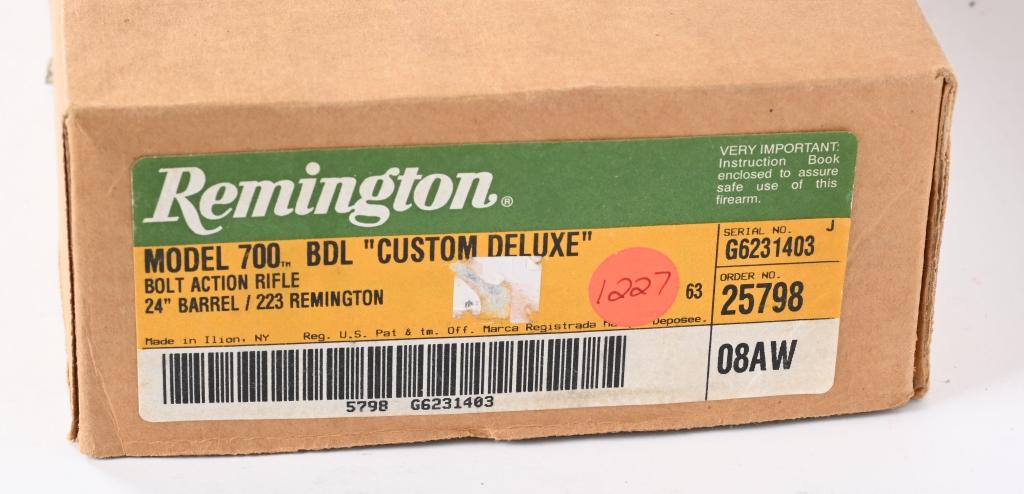 Remington®
VERY IMPORTANT:
Instruction Book
enclosed to assure
safe use of this
firearm.
MODEL 700™ BDL "CUSTOM DELUXE"
BOLT ACTION RIFLE
24" BARREL / 223 REMINGTON
1227
63
SERIAL NO. J
G6231403
ORDER NO.
25798
Made in Ilion, NY Reg. U.S. Pat & tm. Off. Marca Registrada Deposee.
08AW
5798 G6231403